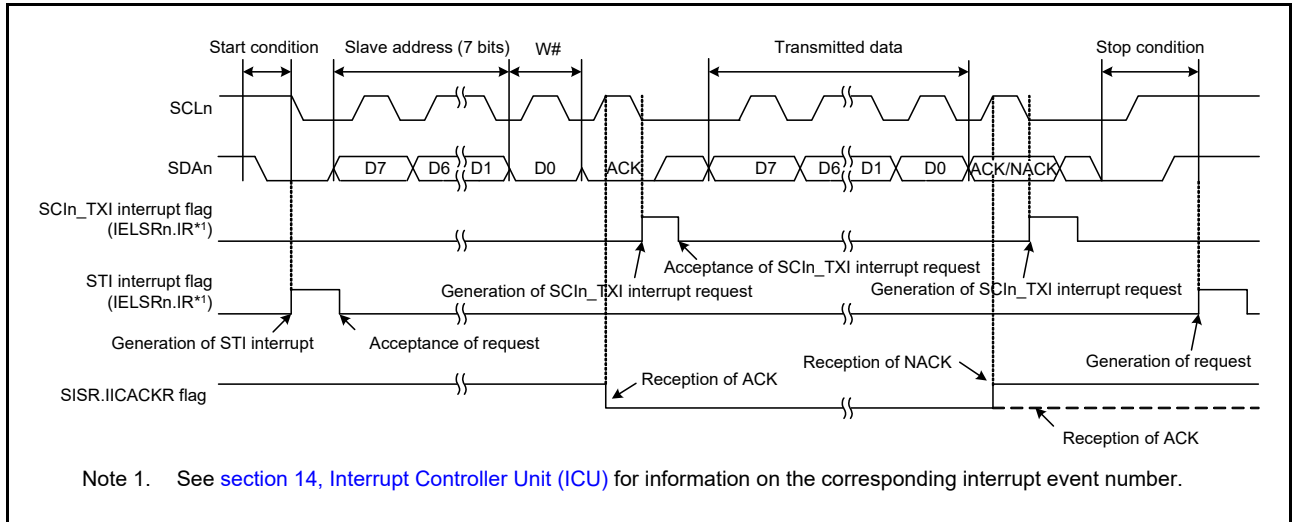 Start condition
Slave address (7 bits)
W#
Transmitted data
Stop condition
SCLn
SDAn
D7
D6
D1
D0
ACK
D7
D6
D1
D0
ACK/NACK
SCIn_TXI interrupt flag
(IELSRn.IR*1)
Acceptance of SCIn_TXI interrupt request
Generation of SCIn_TXI interrupt request
Generation of SCIn_TXI interrupt request
STI interrupt flag
(IELSRn.IR*1)
Generation of STI interrupt
Acceptance of request
Generation of request
SISR.IICACKR flag
Reception of ACK
Reception of NACK
Reception of ACK
Note 1. See section 14, Interrupt Controller Unit (ICU) for information on the corresponding interrupt event number.